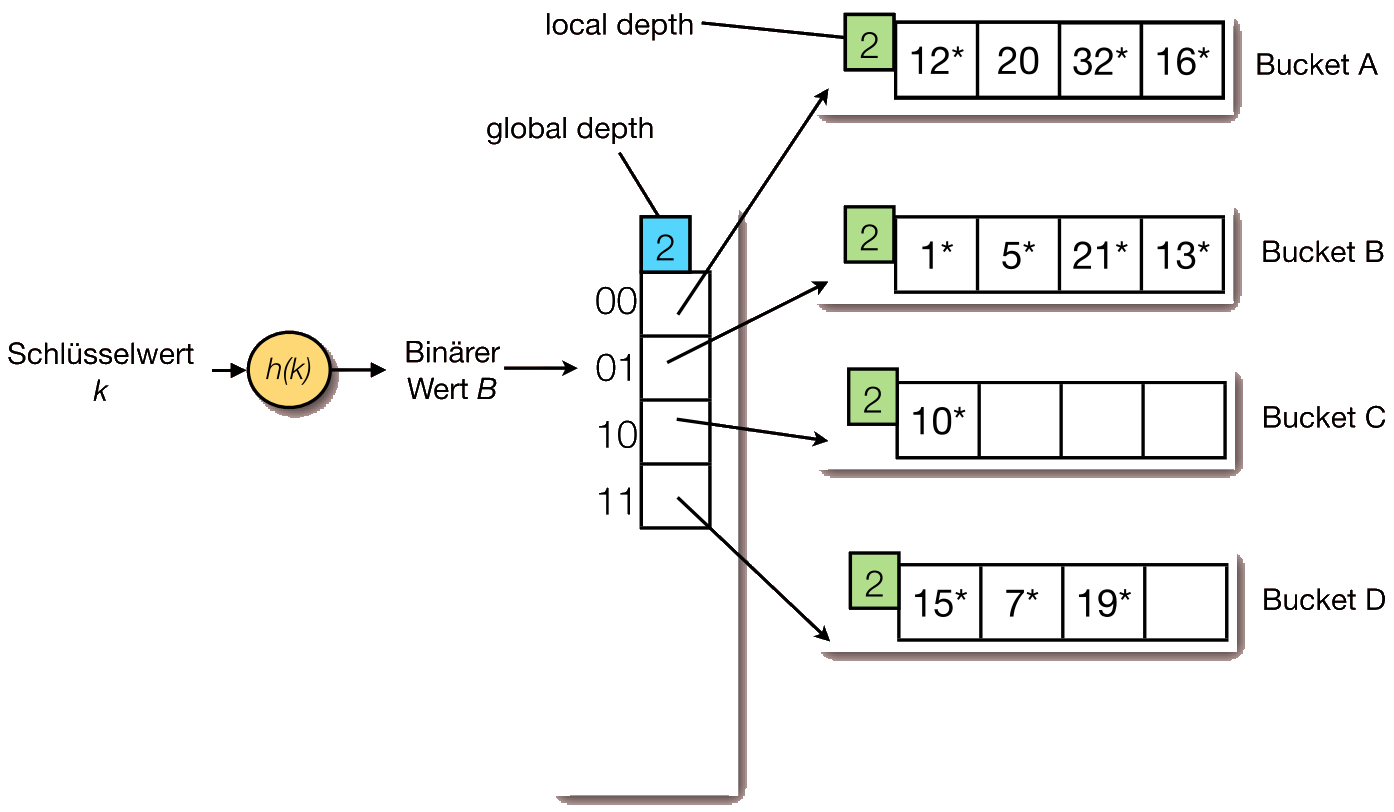 local depth
2
12* 20 32* 16*
Bucket A
global depth
2
2
1* 5* 21* 13*
Bucket B
00
01
10
11
Schlüsselwert
k
h(k)
Binärer
Wert B
2
10*
Bucket C
2
15* 7* 19*
Bucket D